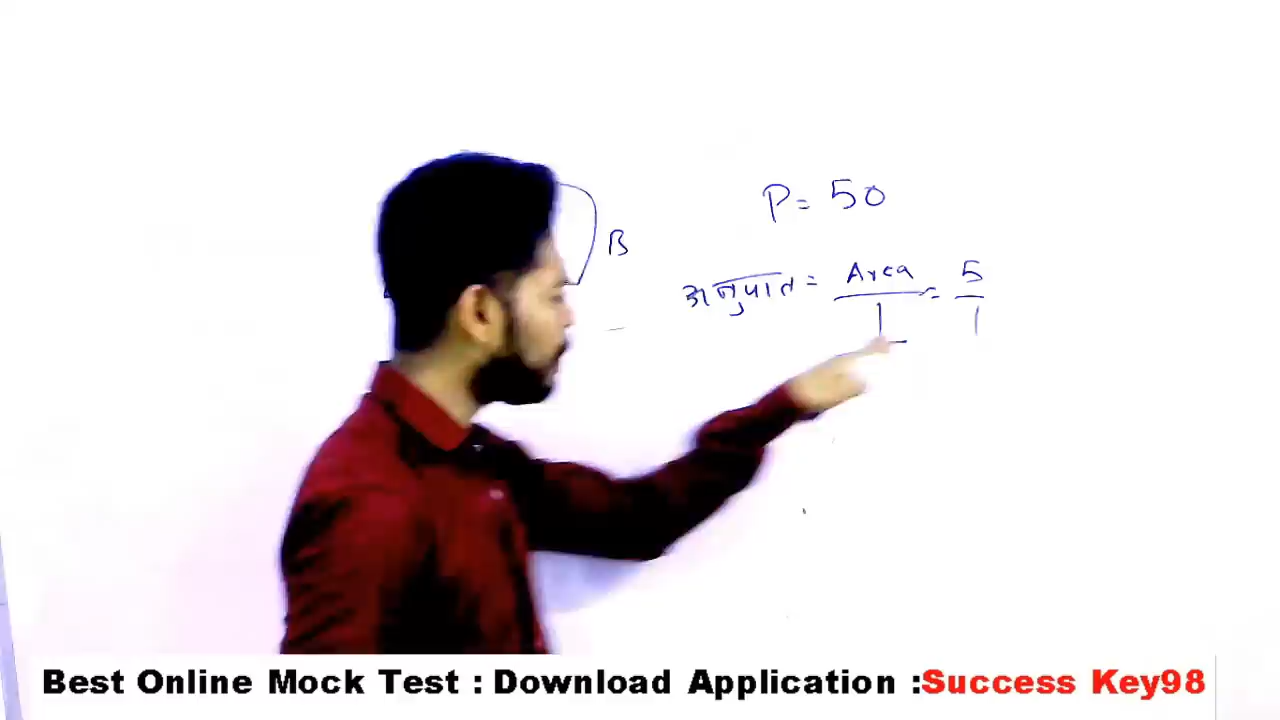 P = 50
B
अनुपात = Area / L = 5 / 1
Best Online Mock Test : Download Application :Success Key98